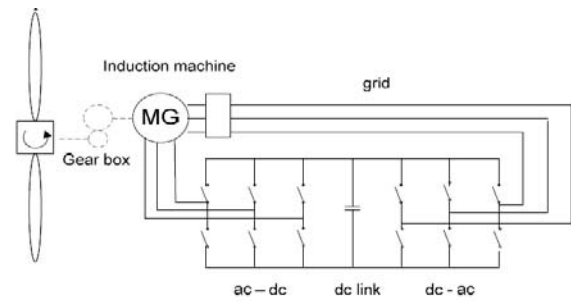 Induction machine
grid
MG
Gear box
ac – dc
dc link
dc - ac